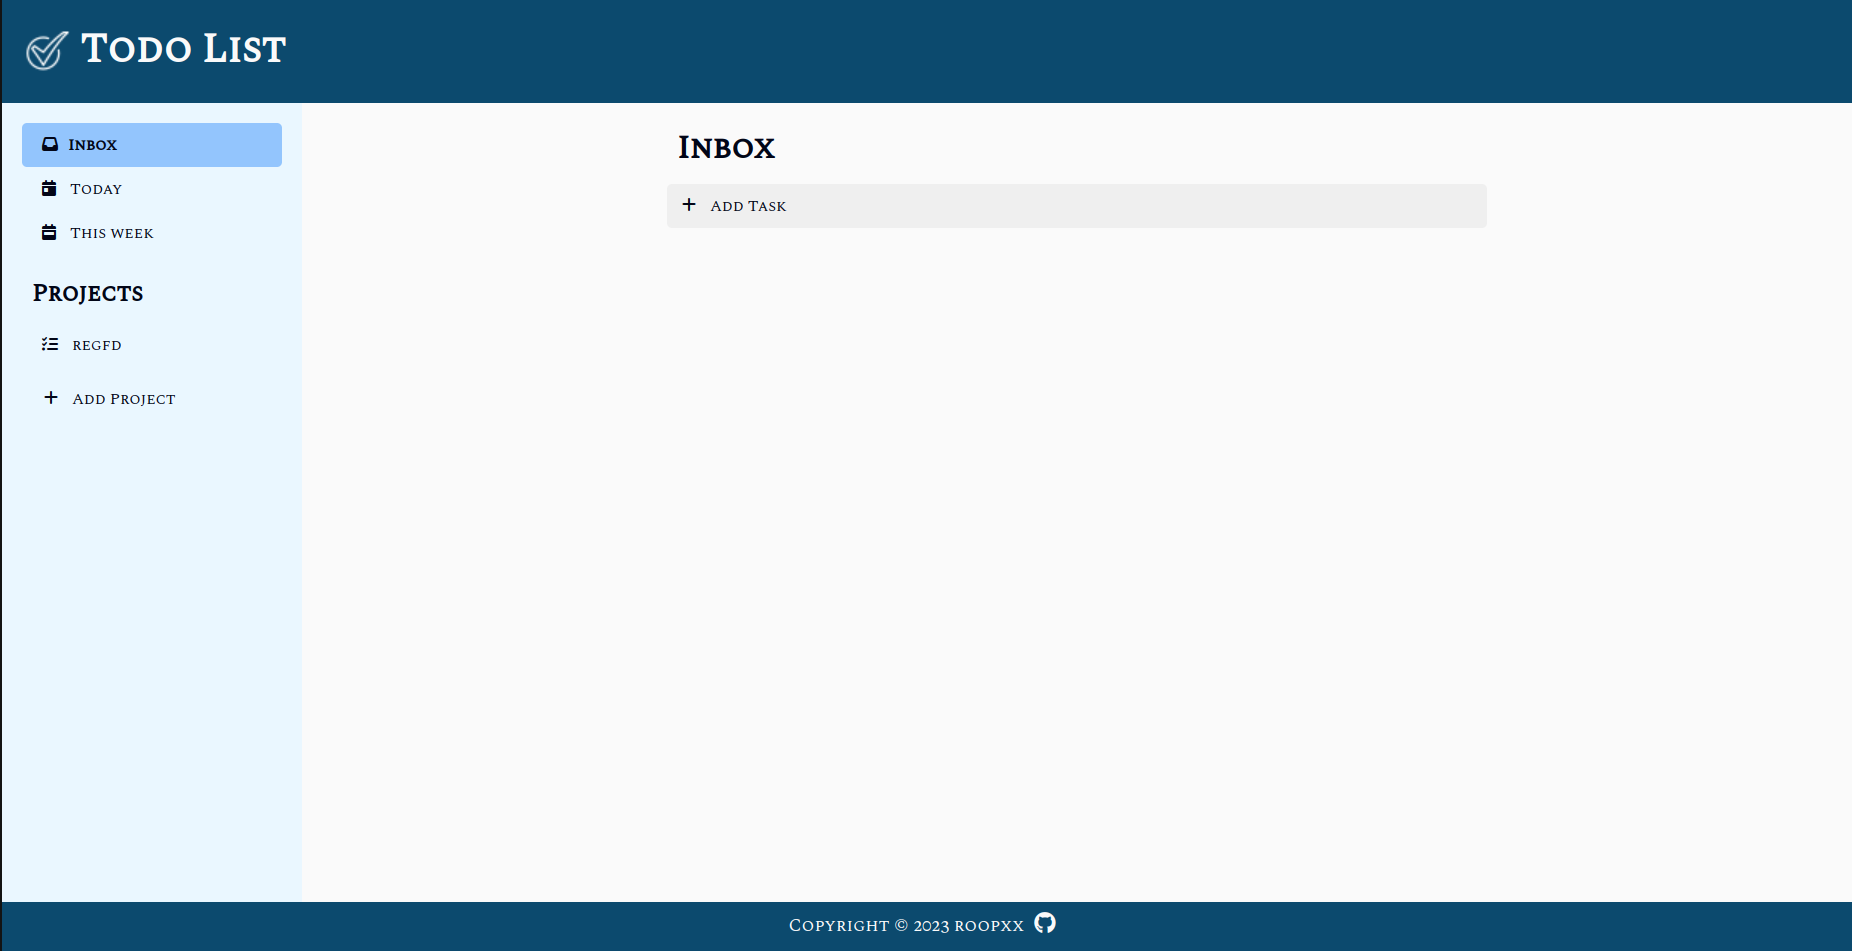 Todo List
Inbox
Today
This week
Projects
regfd
Add Project
Inbox
Add Task
Copyright © 2023 roopxx